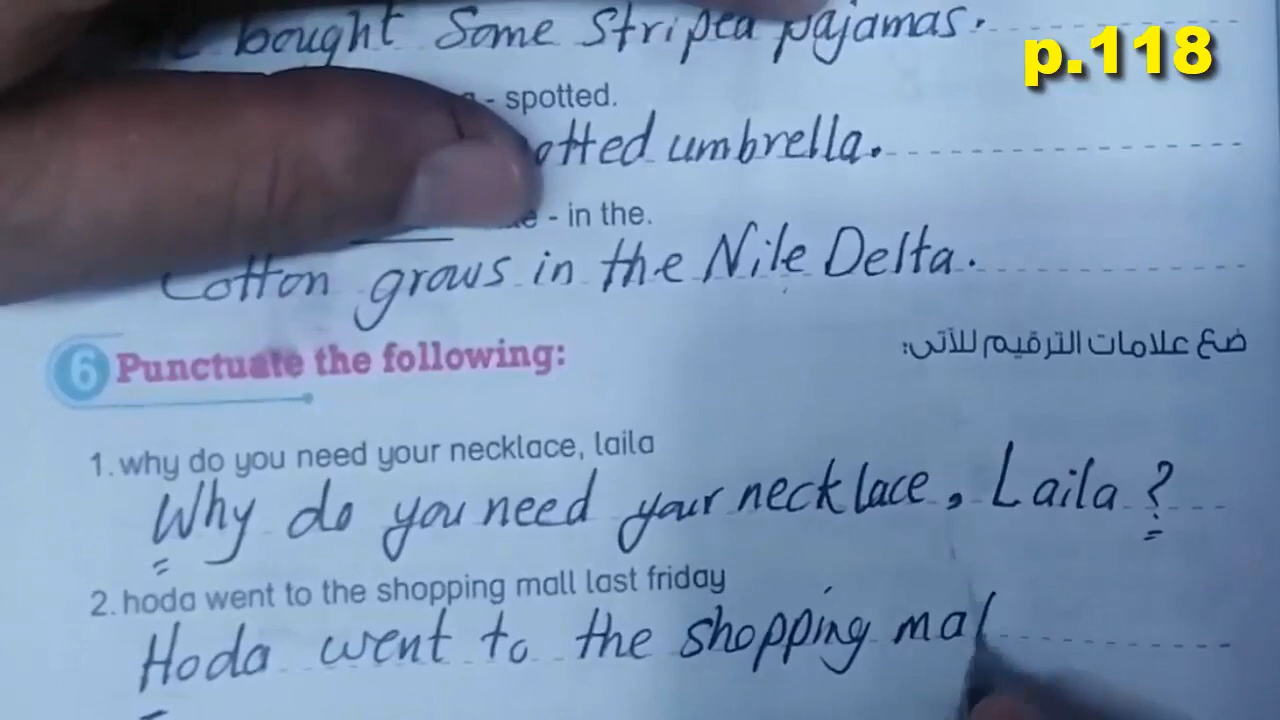 bought Some Striped pajamas.
p.118
- spotted.
otted umbrella.
- in the.
Cotton grows in the Nile Delta.
6 Punctuate the following:
ضع علامات الترقيم للآتى:
1. why do you need your necklace, laila
Why do you need your necklace, Laila ?
2. hoda went to the shopping mall last friday
Hoda went to the shopping mal